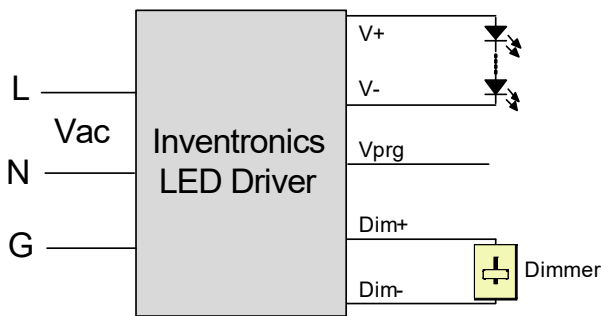 L
Vac
N
G
Inventronics
LED Driver
V+
V-
Vprg
Dim+
Dim-
Dimmer